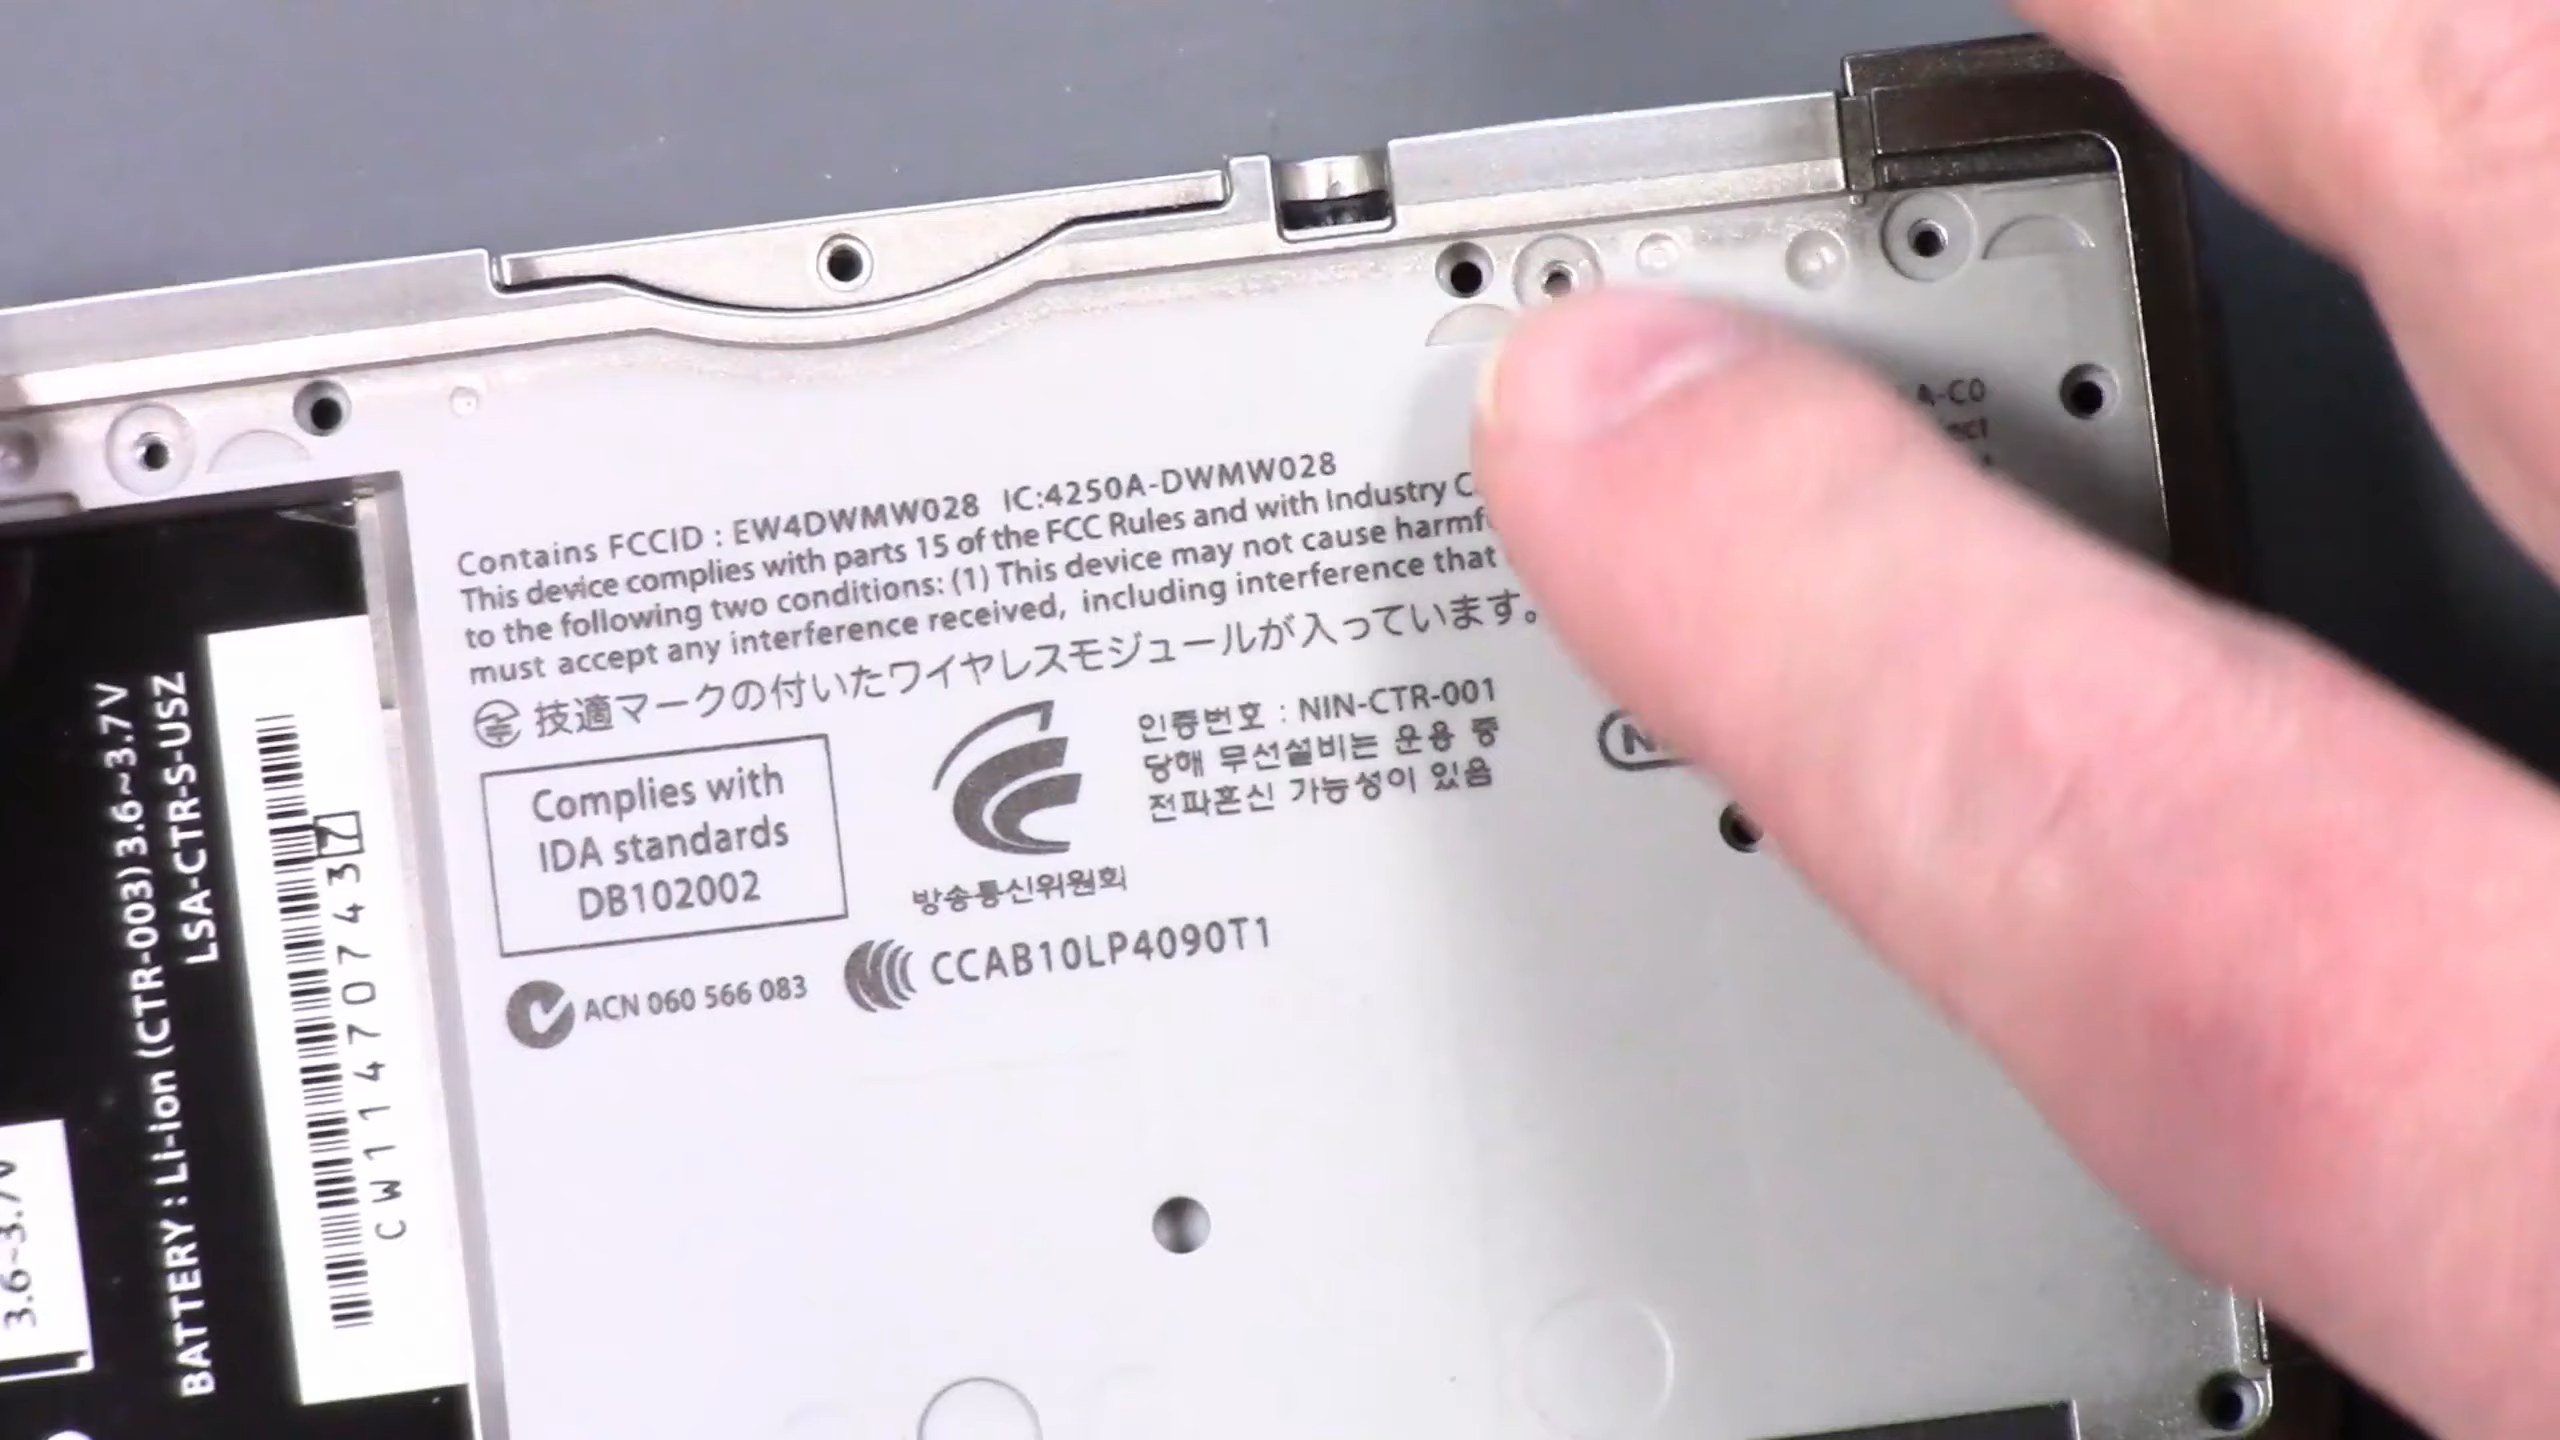 Contains FCCID : EW4DWMW028 IC:4250A-DWMW028
This device complies with parts 15 of the FCC Rules and with Industry
to the following two conditions: (1) This device may not cause
must accept any interference received, including interference that
技適マークの付いたワイヤレスモジュールが入っています。
Complies with
IDA standards
DB102002
방송통신위원회
인증번호 : NIN-CTR-001
당해 무선설비는 운용 중
전파혼신 가능성이 있음
ACN 060 566 083
CCAB10LP4090T1
A-C0
BATTERY : Li-ion (CTR-003) 3.6~3.7V
LSA-CTR-S-USZ
CW114707437
3.6~3.7V